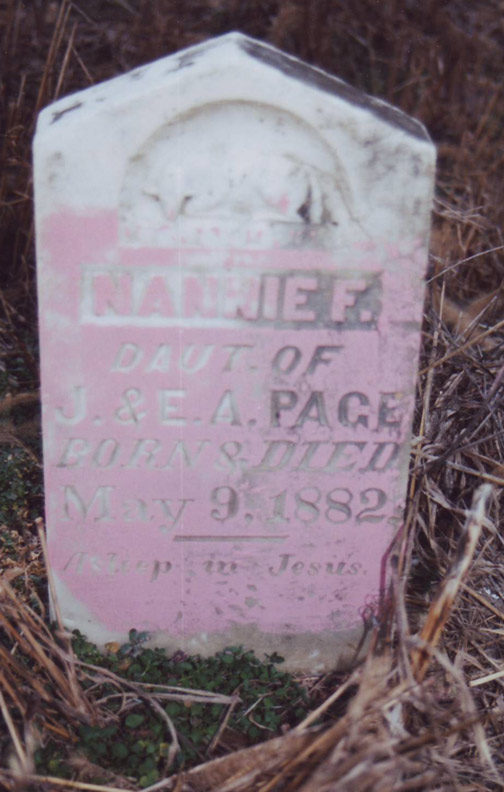 NANNIE F.
DAUT. OF
J. & E. A. PAGE
BORN & DIED
May 9, 1882.
Asleep in Jesus.